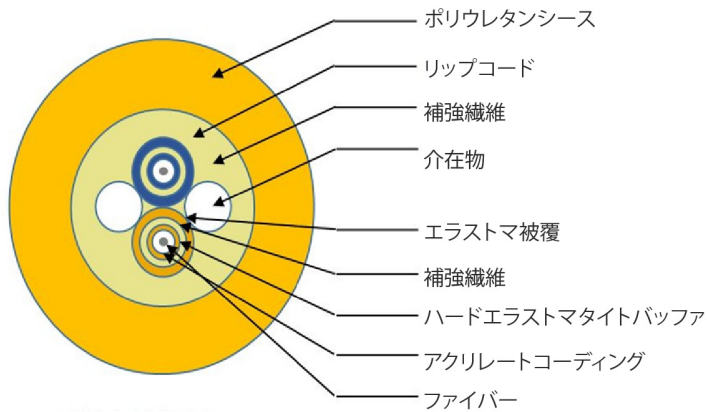 ポリウレタンシース
リップコード
補強繊維
介在物
エラストマ被覆
補強繊維
ハードエラストマタイトバッファ
アクリレートコーディング
ファイバー